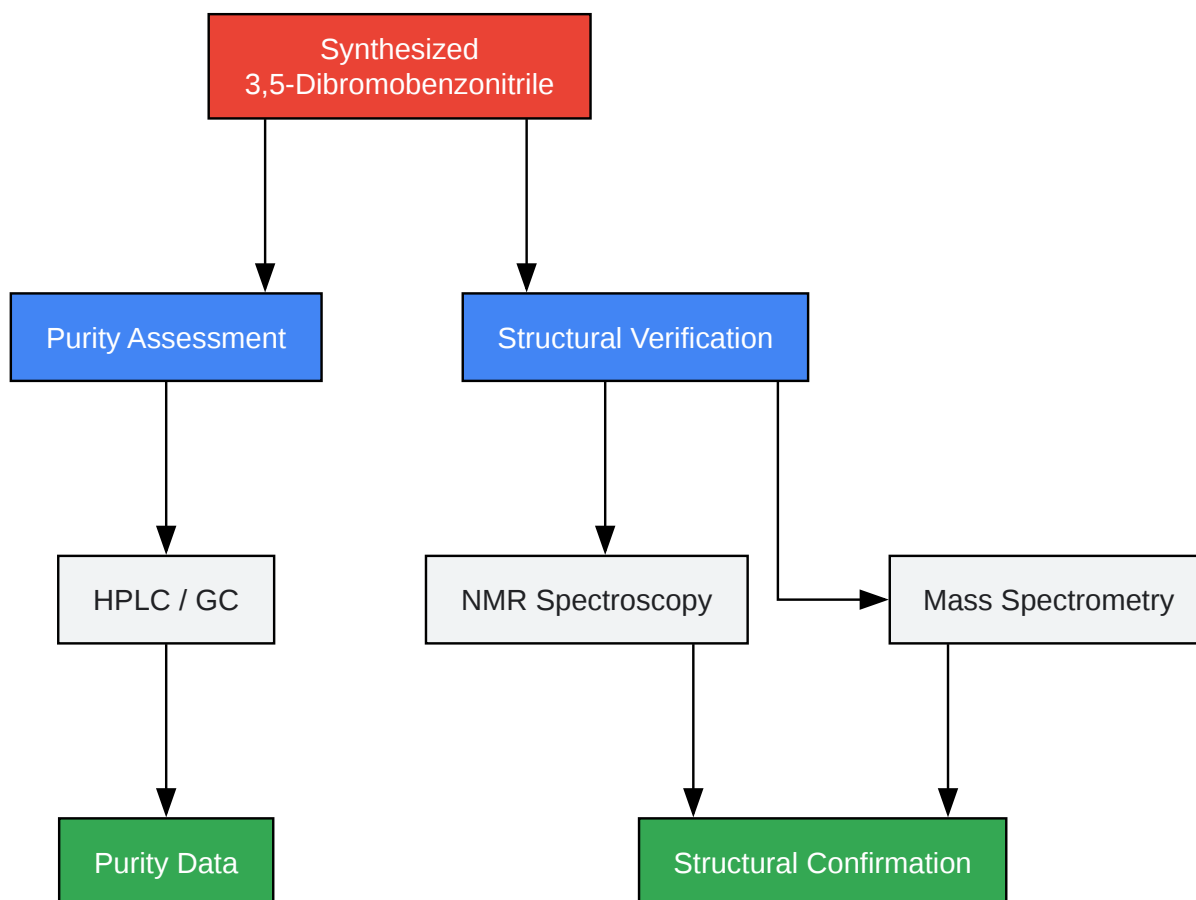 Synthesized
3,5-Dibromobenzonitrile
Purity Assessment
Structural Verification
HPLC / GC
NMR Spectroscopy
Mass Spectrometry
Purity Data
Structural Confirmation